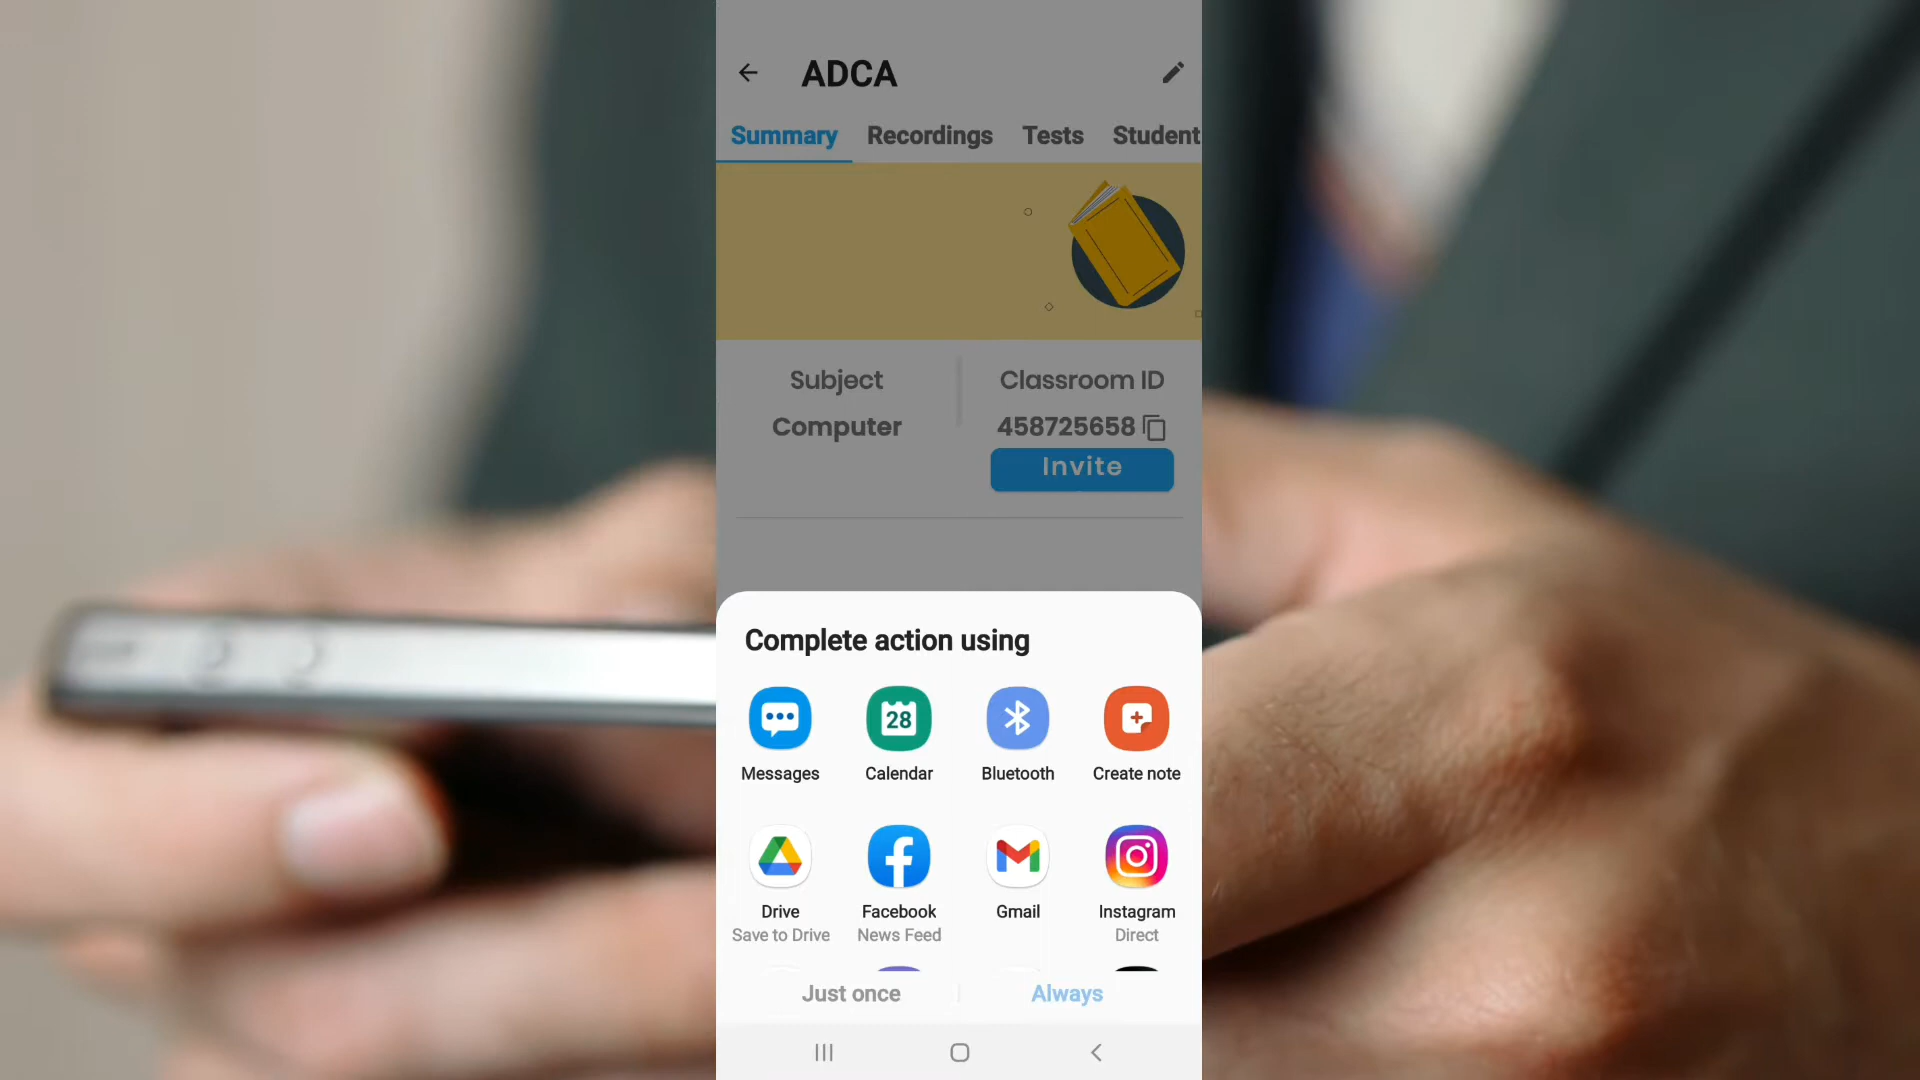 ADCA
Summary Recordings Tests Student
Subject Classroom ID
Computer 458725658
Invite
Complete action using
28
Messages Calendar Bluetooth Create note
Drive Facebook Gmail Instagram
Save to Drive News Feed Direct
Just once Always